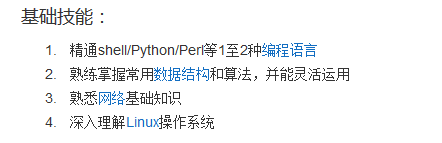 基础技能：
1. 精通shell/Python/Perl等1至2种编程语言
2. 熟练掌握常用数据结构和算法，并能灵活运用
3. 熟悉网络基础知识
4. 深入理解Linux操作系统